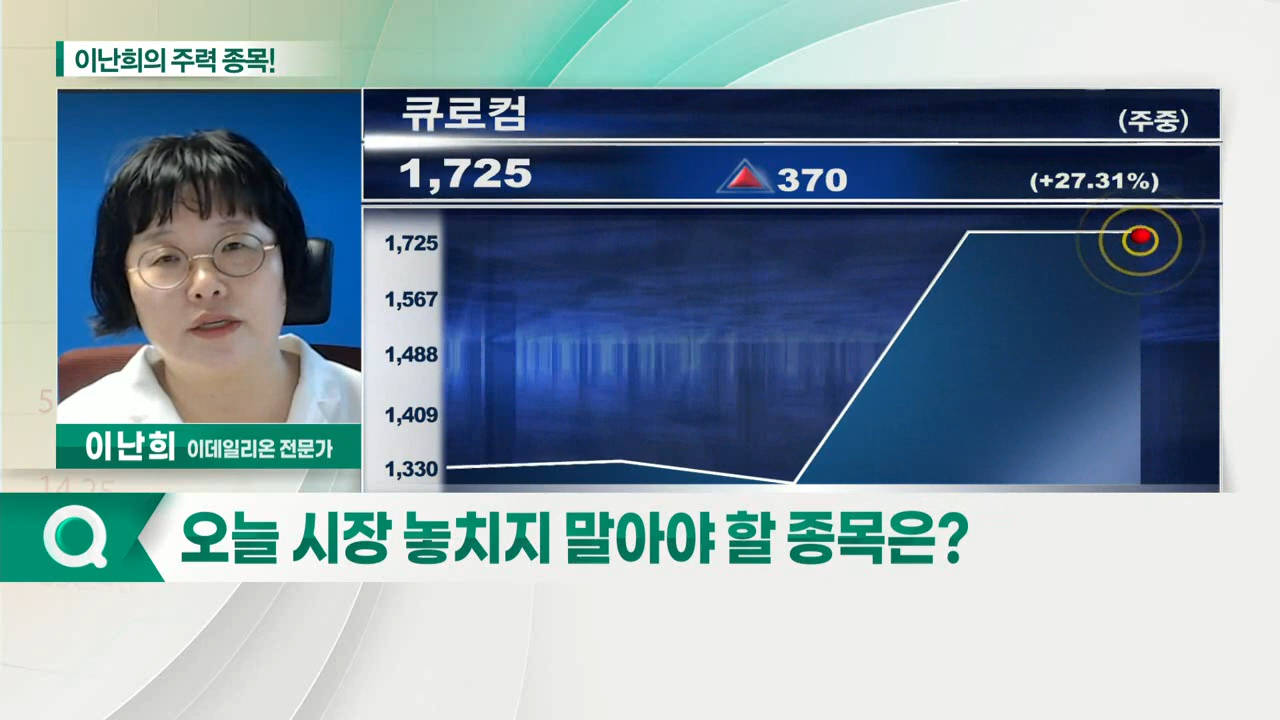 이난희의 주력 종목!
큐로컴
(주중)
1,725
370
(+27.31%)
1,725
1,567
1,488
1,409
1,330
이난희 이데일리온 전문가
오늘 시장 놓치지 말아야 할 종목은?